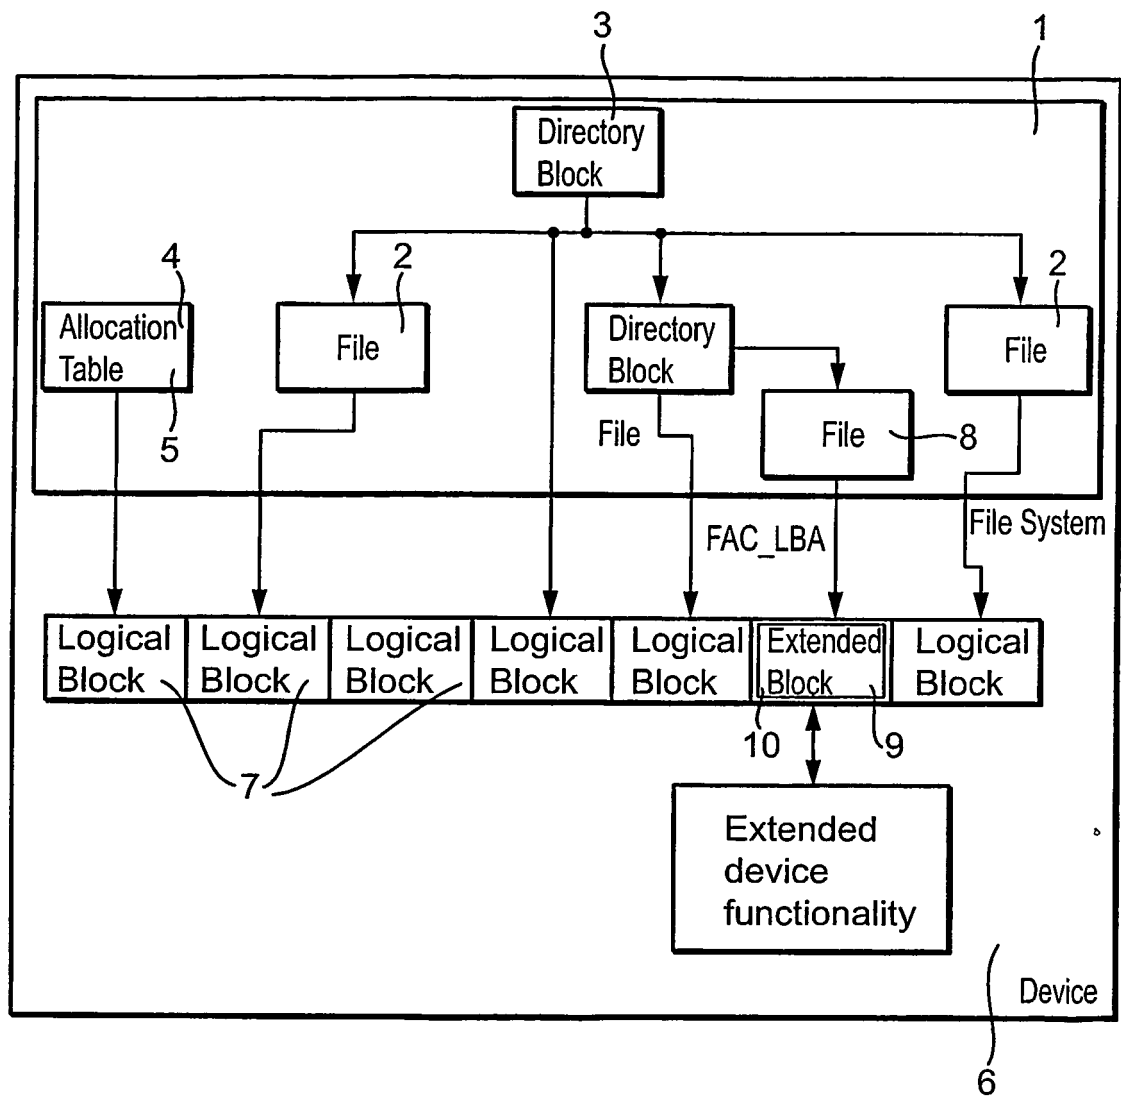 3
1
Directory
Block
4
2
2
Allocation
Table
File
Directory
Block
File
5
File
File
8
FAC_LBA
File System
Logical
Block
Logical
Block
Logical
Block
Logical
Block
Logical
Block
Extended
Block
Logical
Block
7
10
9
Extended
device
functionality
Device
6